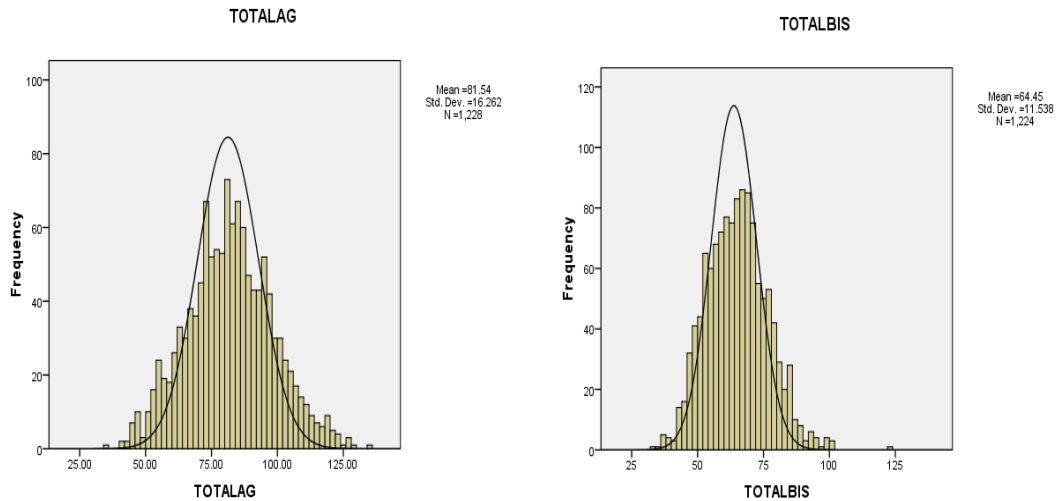 TOTALAG
Mean =81.54
Std. Dev. =16.262
N =1,228
100
80
60
40
20
0
Frequency
25.00 50.00 75.00 100.00 125.00
TOTALAG
TOTALBIS
Mean =64.45
Std. Dev. =11.538
N =1,224
120
100
80
60
40
20
0
Frequency
25 50 75 100 125
TOTALBIS